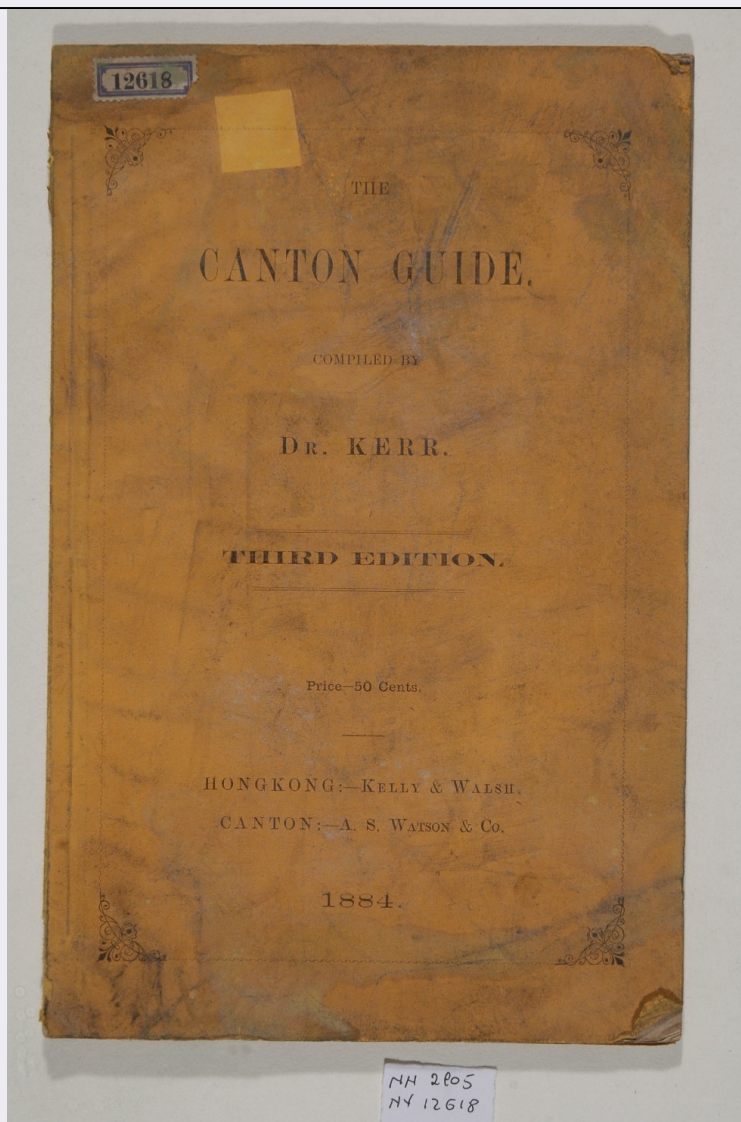 12618
THE
CANTON GUIDE.
COMPILED BY
DR. KERR.
THIRD EDITION.
Price—50 Cents.
HONGKONG:—KELLY & WALSH.
CANTON:—A. S. WATSON & CO.
1884.
NH 2805
NV 12618